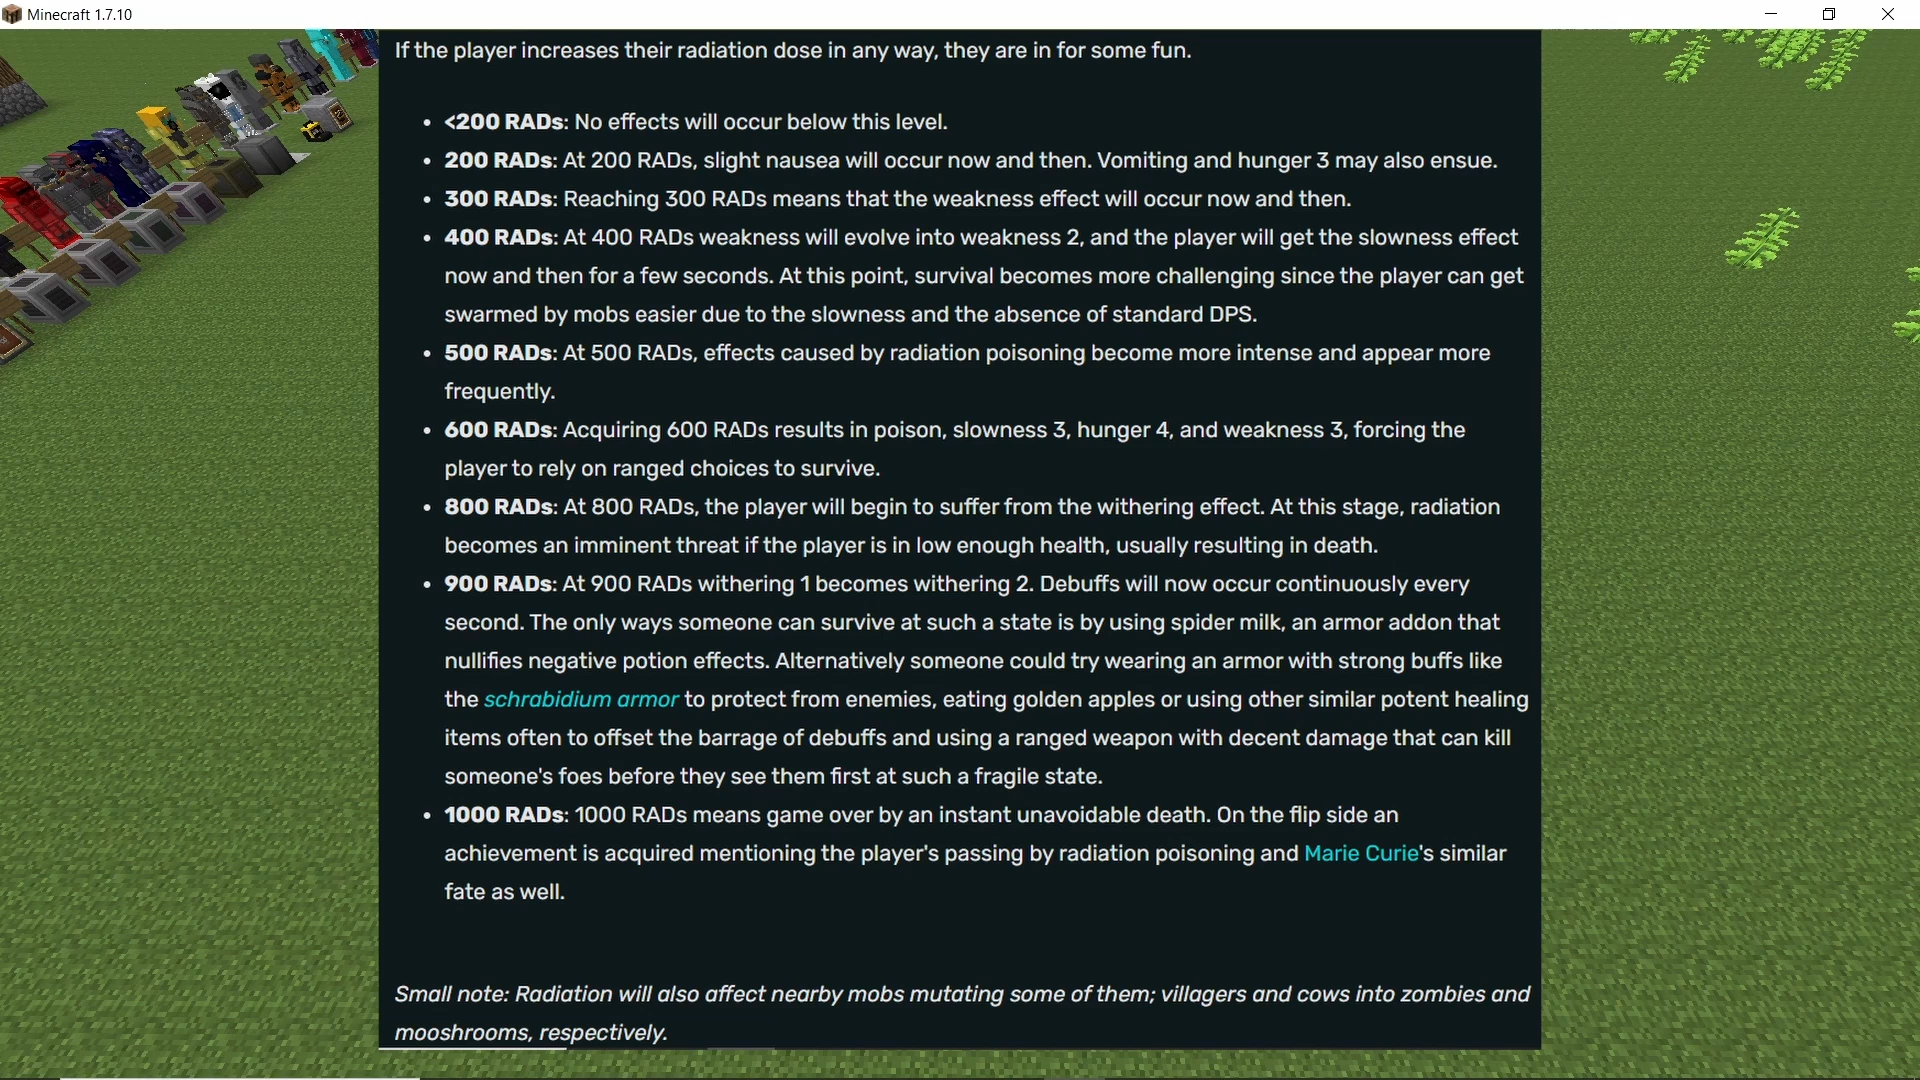 Minecraft 1.7.10
If the player increases their radiation dose in any way, they are in for some fun.
• <200 RADs: No effects will occur below this level.
• 200 RADs: At 200 RADs, slight nausea will occur now and then. Vomiting and hunger 3 may also ensue.
• 300 RADs: Reaching 300 RADs means that the weakness effect will occur now and then.
• 400 RADs: At 400 RADs weakness will evolve into weakness 2, and the player will get the slowness effect
now and then for a few seconds. At this point, survival becomes more challenging since the player can get
swarmed by mobs easier due to the slowness and the absence of standard DPS.
• 500 RADs: At 500 RADs, effects caused by radiation poisoning become more intense and appear more
frequently.
• 600 RADs: Acquiring 600 RADs results in poison, slowness 3, hunger 4, and weakness 3, forcing the
player to rely on ranged choices to survive.
• 800 RADs: At 800 RADs, the player will begin to suffer from the withering effect. At this stage, radiation
becomes an imminent threat if the player is in low enough health, usually resulting in death.
• 900 RADs: At 900 RADs withering 1 becomes withering 2. Debuffs will now occur continuously every
second. The only ways someone can survive at such a state is by using spider milk, an armor addon that
nullifies negative potion effects. Alternatively someone could try wearing an armor with strong buffs like
the schrabidium armor to protect from enemies, eating golden apples or using other similar potent healing
items often to offset the barrage of debuffs and using a ranged weapon with decent damage that can kill
someone's foes before they see them first at such a fragile state.
• 1000 RADs: 1000 RADs means game over by an instant unavoidable death. On the flip side an
achievement is acquired mentioning the player's passing by radiation poisoning and Marie Curie's similar
fate as well.
Small note: Radiation will also affect nearby mobs mutating some of them; villagers and cows into zombies and
mooshrooms, respectively.